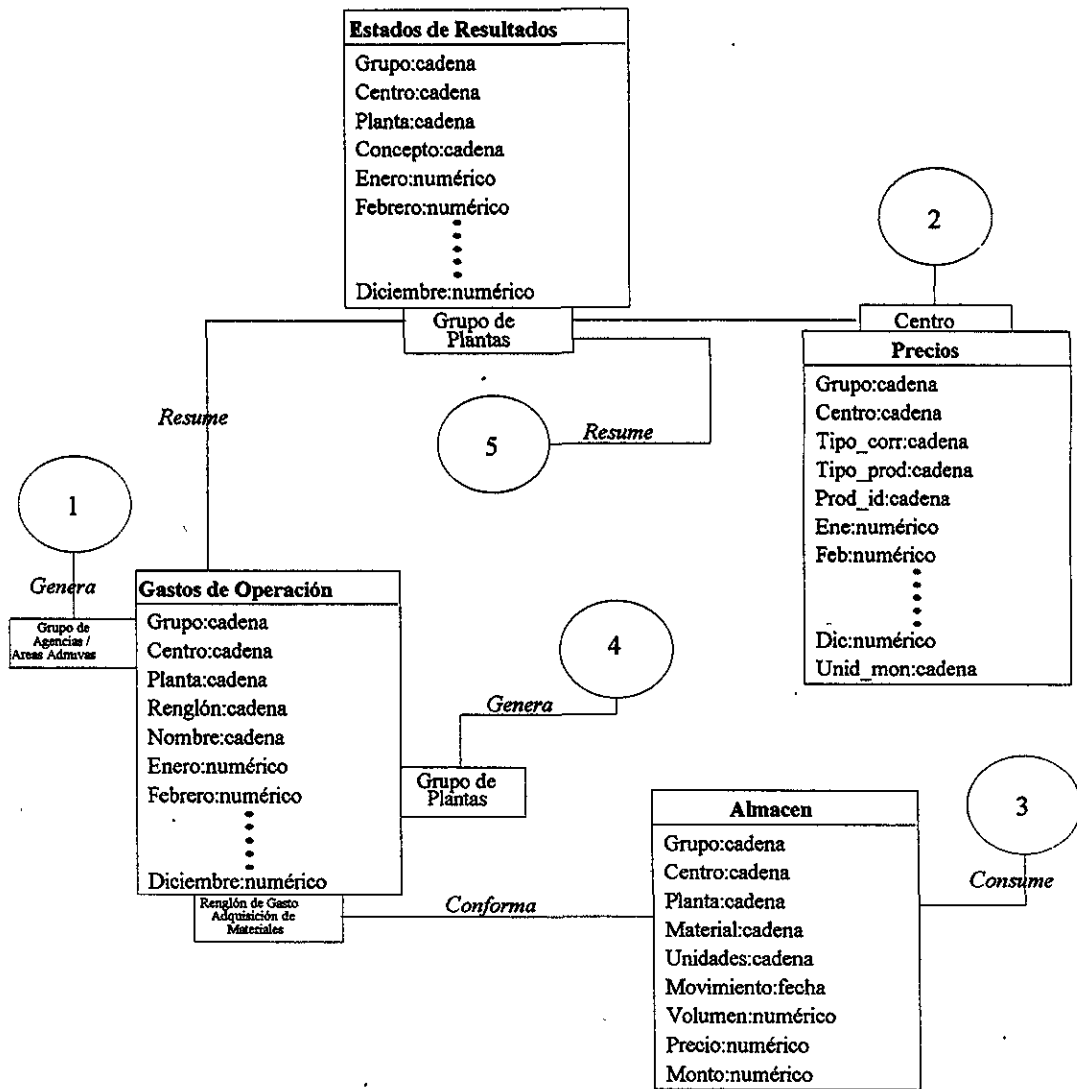 Estados de Resultados
Grupo:cadena
Centro:cadena
Planta:cadena
Concepto:cadena
Enero:numérico
Febrero:numérico
Diciembre:numérico
Grupo de
Plantas
2
Centro
Precios
Grupo:cadena
Centro:cadena
Tipo_corr:cadena
Tipo_prod:cadena
Prod_id:cadena
Ene:numérico
Feb:numérico
Dic:numérico
Unid_mon:cadena
Resume
5
Resume
1
Genera
Grupo de
Agencias /
Areas Admvas
Gastos de Operación
Grupo:cadena
Centro:cadena
Planta:cadena
Renglón:cadena
Nombre:cadena
Enero:numérico
Febrero:numérico
Diciembre:numérico
4
Genera
Grupo de
Plantas
Renglón de Gasto
Adquisición de
Materiales
Conforma
Almacen
Grupo:cadena
Centro:cadena
Planta:cadena
Material:cadena
Unidades:cadena
Movimiento:fecha
Volumen:numérico
Precio:numérico
Monto:numérico
3
Consume